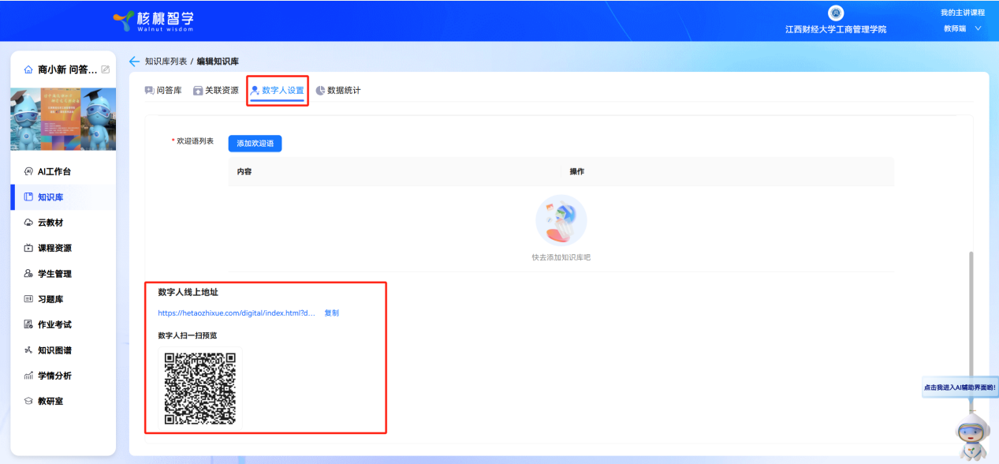 核桃智学
Walnut wisdom
江西财经大学工商管理学院
我的主讲课程
教师端
商小新 问答...
知识库列表 / 编辑知识库
问答库
关联资源
数字人设置
数据统计
AI工作台
知识库
云教材
课程资源
学生管理
习题库
作业考试
知识图谱
学情分析
教研室
* 欢迎语列表
添加欢迎语
内容
操作
快去添加知识库吧
数字人线上地址
https://hetaozhixue.com/digital/index.html?d...
复制
数字人扫一扫预览
点击我进入AI辅助界面哟！